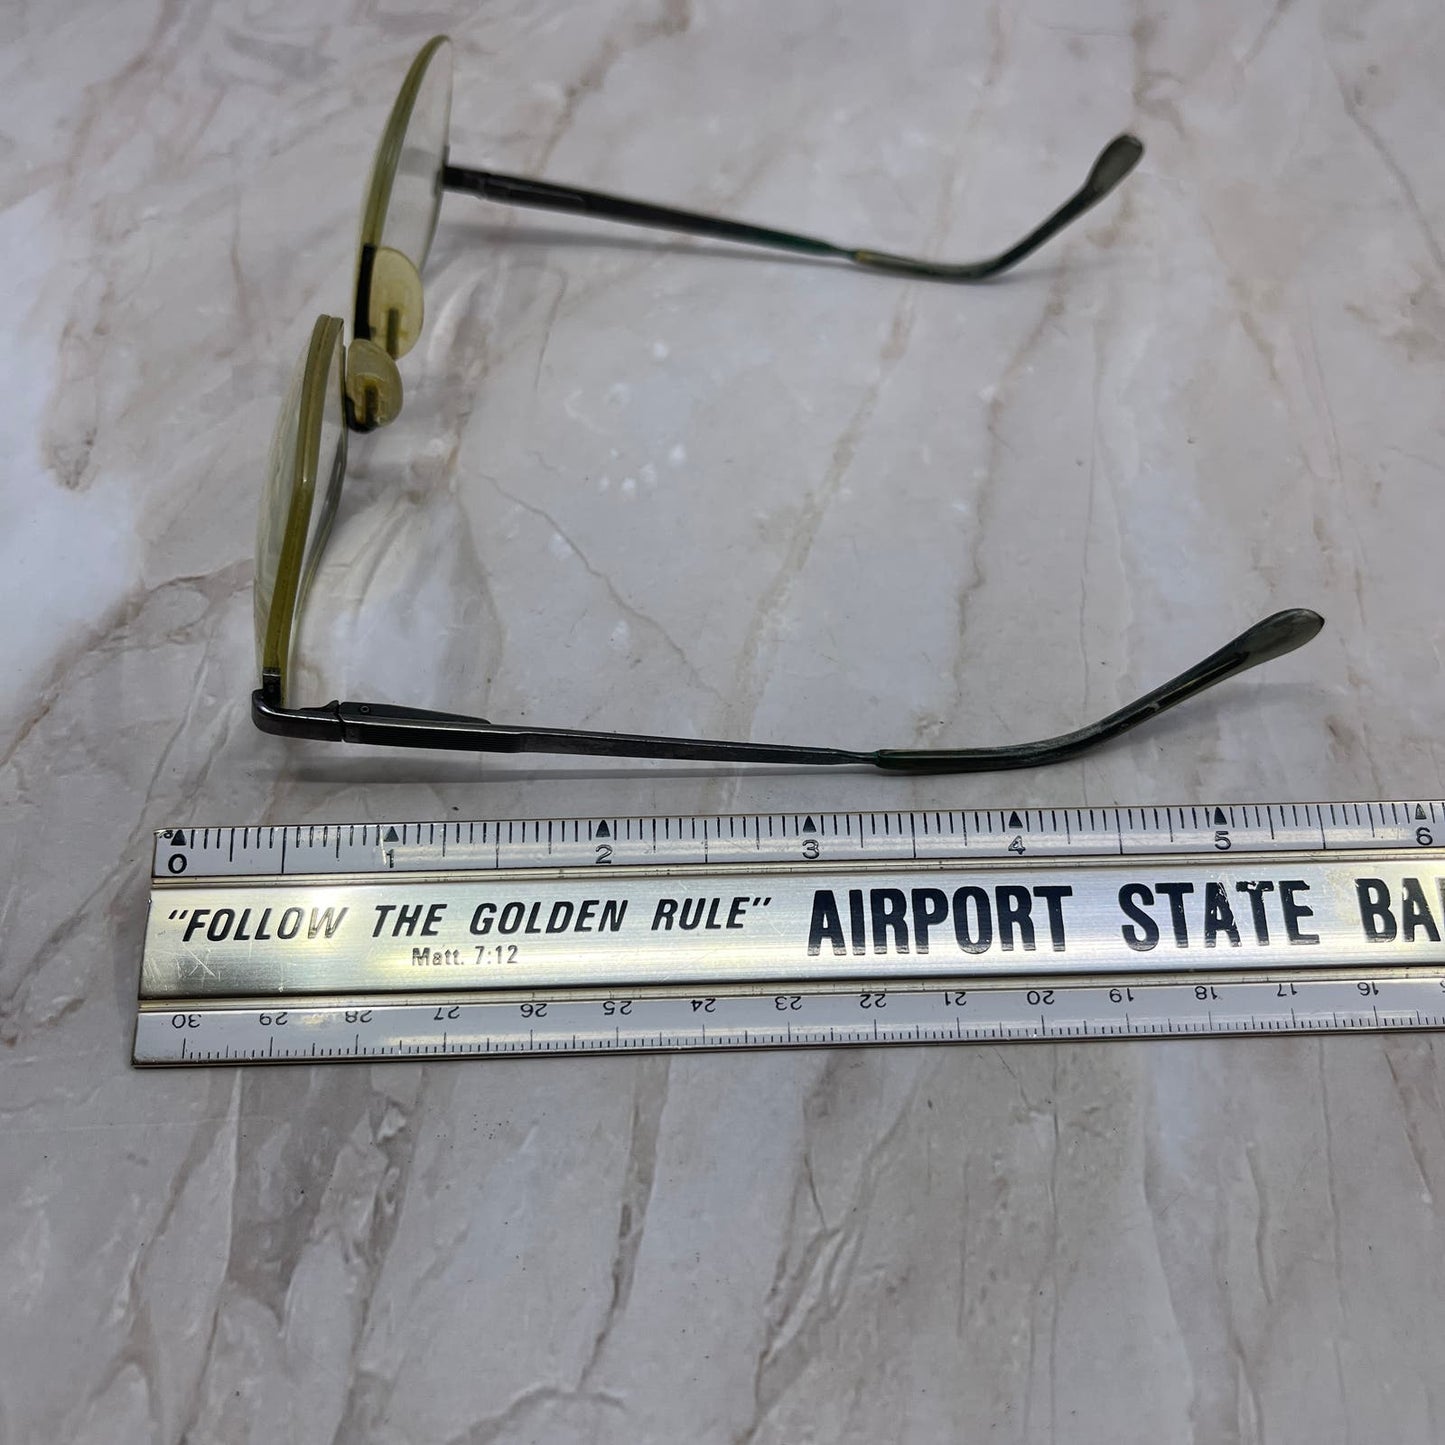 0 1 2 3 4 5 6
"FOLLOW THE GOLDEN RULE" AIRPORT STATE BA
Matt. 7:12
30 29 28 27 26 25 24 23 22 21 20 19 18 17 16